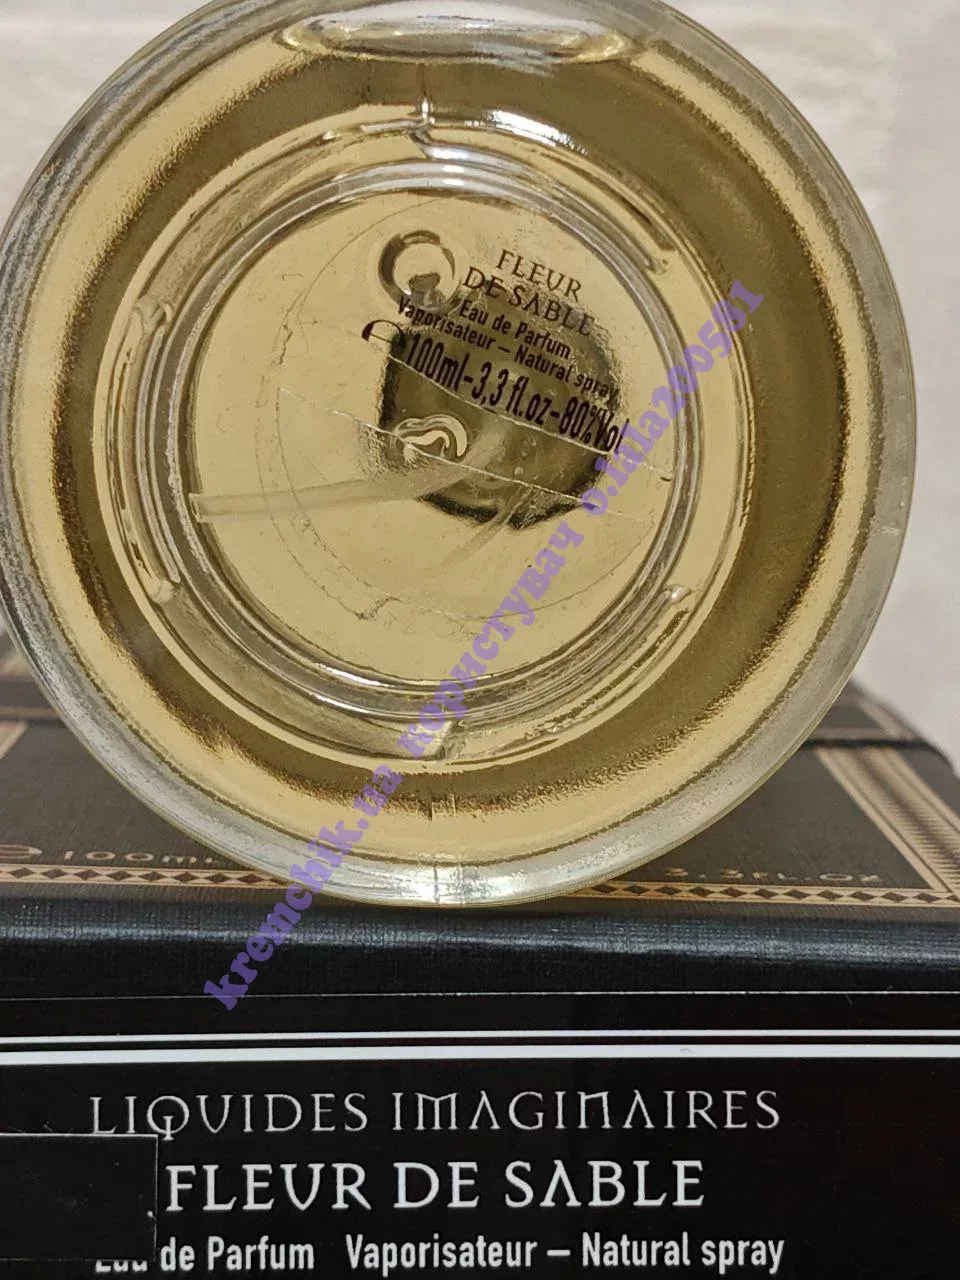 FLEUR
DE SABLE
Eau de Parfum
Vaporisateur – Natural spray
100ml-3,3 fl.oz-80%Vol
kremchik.ua користувач o.lala200581
100ml
3,3FL.OZ
LIQUIDES IMAGINAIRES
FLEUR DE SABLE
Eau de Parfum Vaporisateur – Natural spray